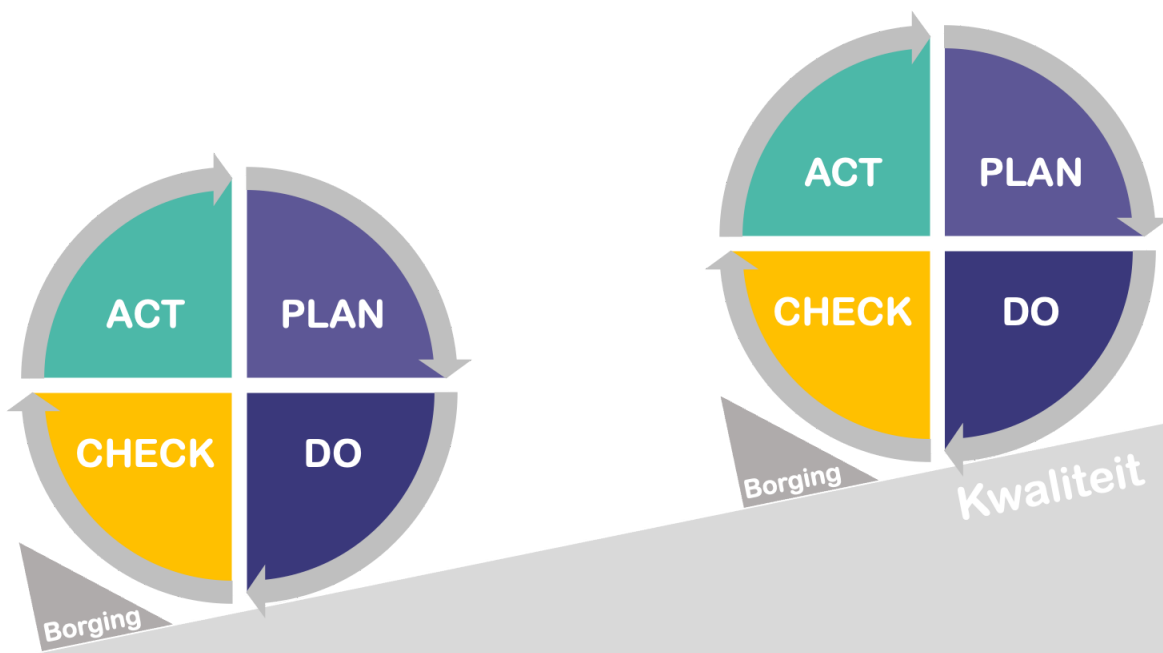 ACT
PLAN
CHECK
DO
Borging
ACT
PLAN
CHECK
DO
Borging
Kwaliteit